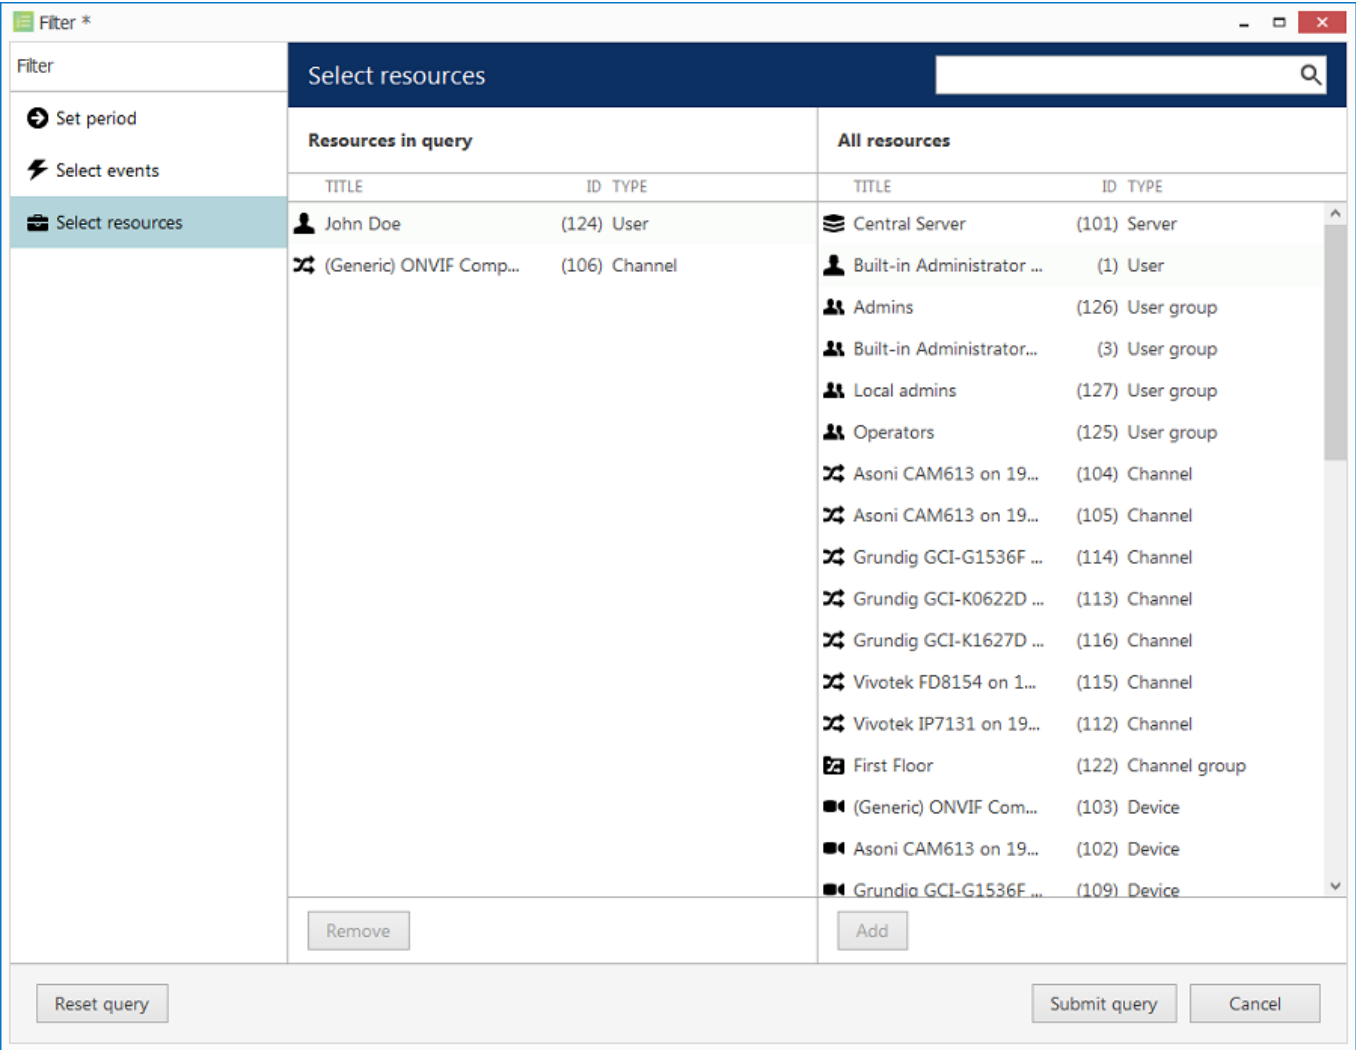 Filter *
Filter
Set period
Select events
Select resources
Select resources
Resources in query
TITLE ID TYPE
John Doe (124) User
(Generic) ONVIF Comp... (106) Channel
Remove
All resources
TITLE ID TYPE
Central Server (101) Server
Built-in Administrator ... (1) User
Admins (126) User group
Built-in Administrator... (3) User group
Local admins (127) User group
Operators (125) User group
Asoni CAM613 on 19... (104) Channel
Asoni CAM613 on 19... (105) Channel
Grundig GCI-G1536F ... (114) Channel
Grundig GCI-K0622D ... (113) Channel
Grundig GCI-K1627D ... (116) Channel
Vivotek FD8154 on 1... (115) Channel
Vivotek IP7131 on 19... (112) Channel
First Floor (122) Channel group
(Generic) ONVIF Com... (103) Device
Asoni CAM613 on 19... (102) Device
Grundig GCI-G1536F ... (109) Device
Add
Reset query
Submit query
Cancel